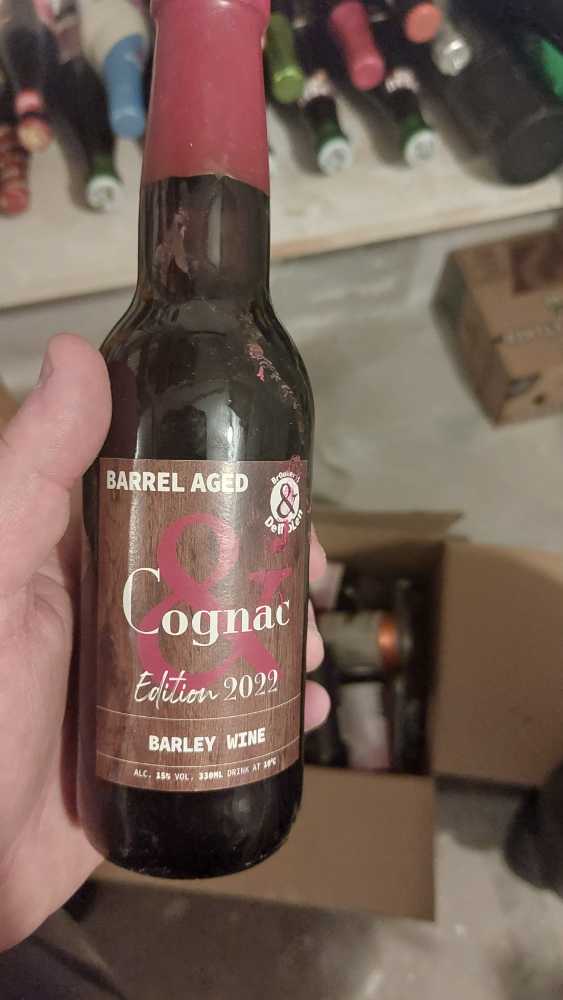 BARREL AGED
Brouwerij
&
De Molen
&
Cognac
Edition 2022
BARLEY WINE
ALC. 15% VOL. 330ML DRINK AT 10°C